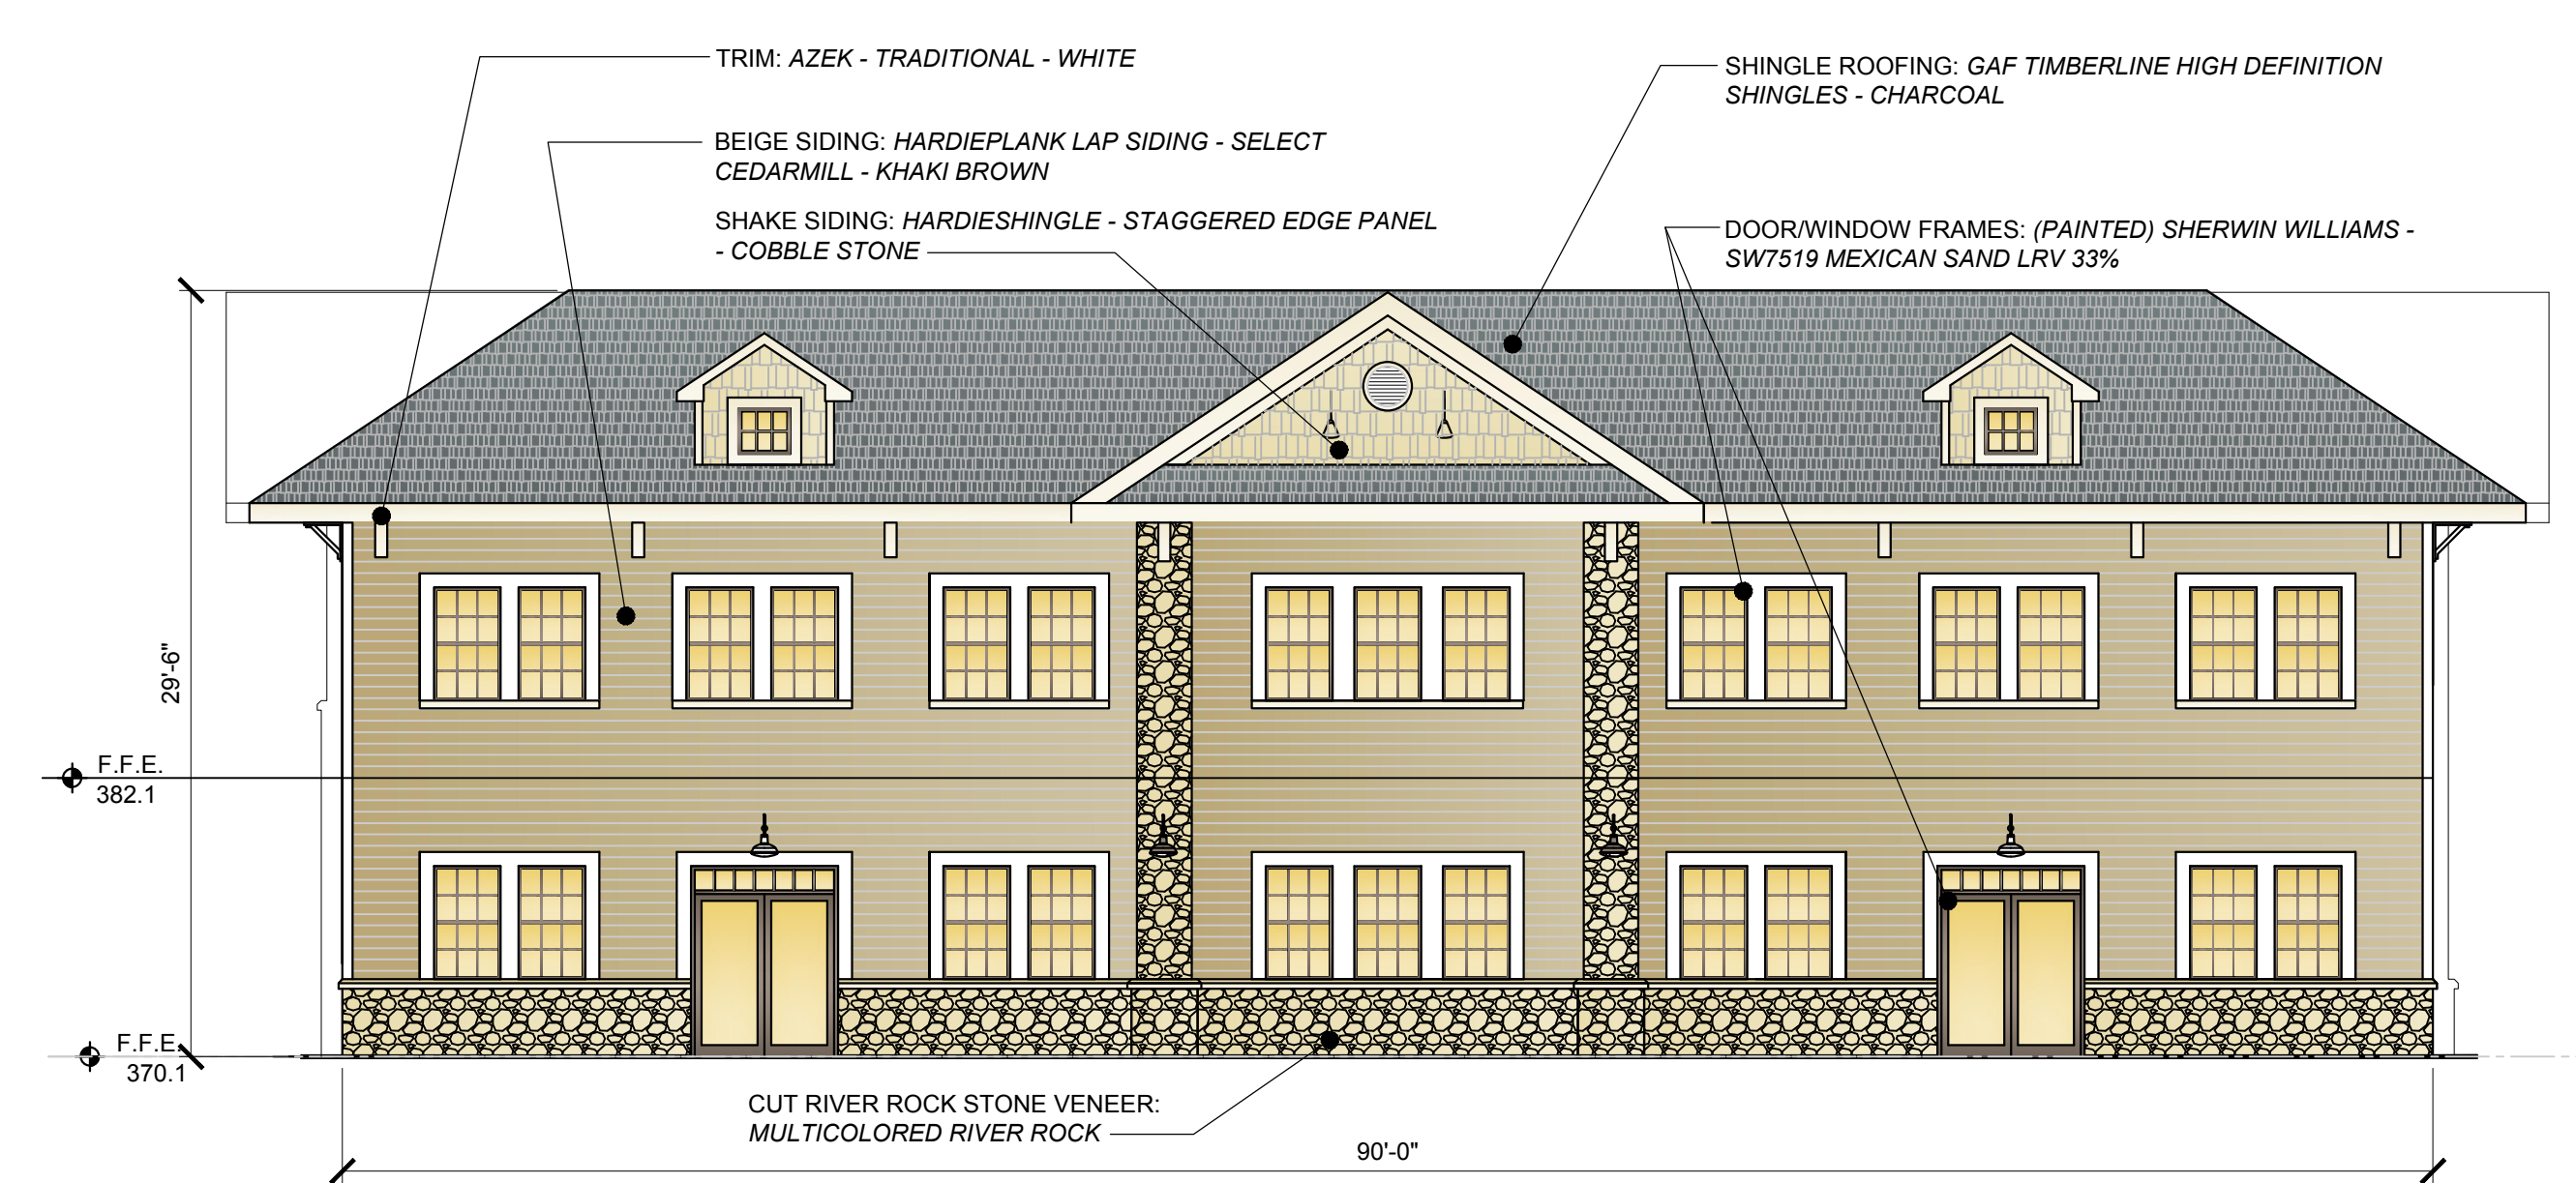 TRIM: AZEK - TRADITIONAL - WHITE
SHINGLE ROOFING: GAF TIMBERLINE HIGH DEFINITION
SHINGLES - CHARCOAL
BEIGE SIDING: HARDIEPLANK LAP SIDING - SELECT
CEDARMILL - KHAKI BROWN
SHAKE SIDING: HARDIESHINGLE - STAGGERED EDGE PANEL
- COBBLE STONE
DOOR/WINDOW FRAMES: (PAINTED) SHERWIN WILLIAMS -
SW7519 MEXICAN SAND LRV 33%
29'-6"
F.F.E.
382.1
F.F.E.
370.1
CUT RIVER ROCK STONE VENEER:
MULTICOLORED RIVER ROCK
90'-0"